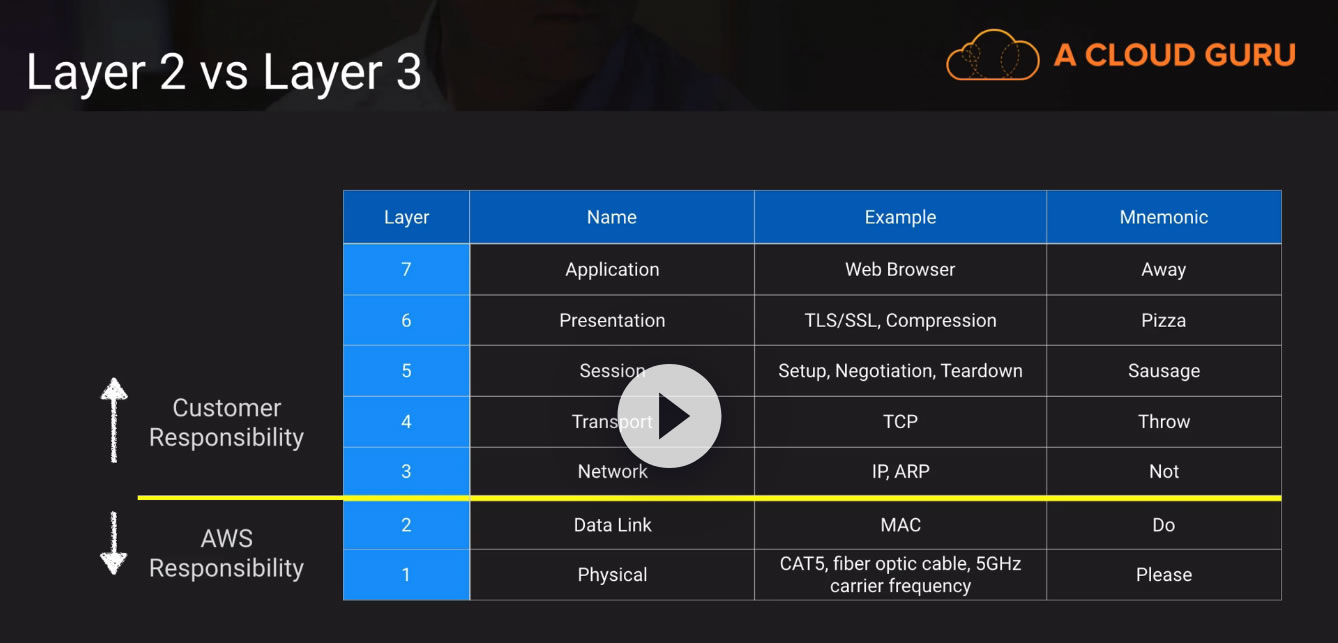 Layer 2 vs Layer 3
A CLOUD GURU
Layer Name Example Mnemonic
7 Application Web Browser Away
6 Presentation TLS/SSL, Compression Pizza
5 Session Setup, Negotiation, Teardown Sausage
4 Transport TCP Throw
3 Network IP, ARP Not
2 Data Link MAC Do
1 Physical CAT5, fiber optic cable, 5GHz
carrier frequency Please
Customer
Responsibility
AWS
Responsibility